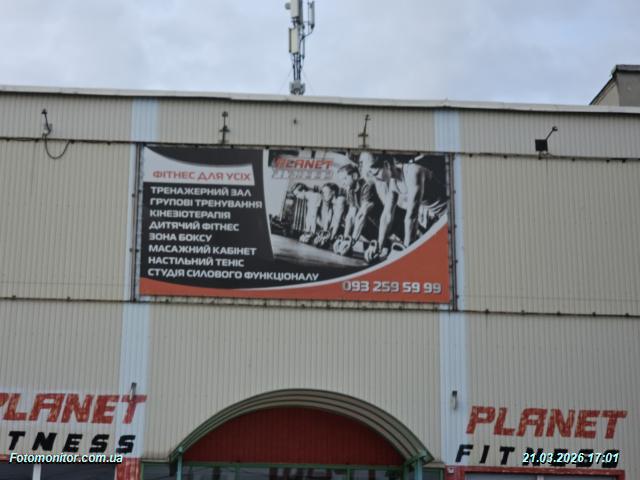 PLANET
FITNESS
ФІТНЕС ДЛЯ УСІХ
ТРЕНАЖЕРНИЙ ЗАЛ
ГРУПОВІ ТРЕНУВАННЯ
КІНЕЗІОТЕРАПІЯ
ДИТЯЧИЙ ФІТНЕС
ЗОНА БОКСУ
МАСАЖНИЙ КАБІНЕТ
НАСТІЛЬНИЙ ТЕНІС
СТУДІЯ СИЛОВОГО ФУНКЦІОНАЛУ
093 259 59 99
PLANET
ITNESS
PLANET
FITNESS
Fotomonitor.com.ua
21.03.2026 17:01